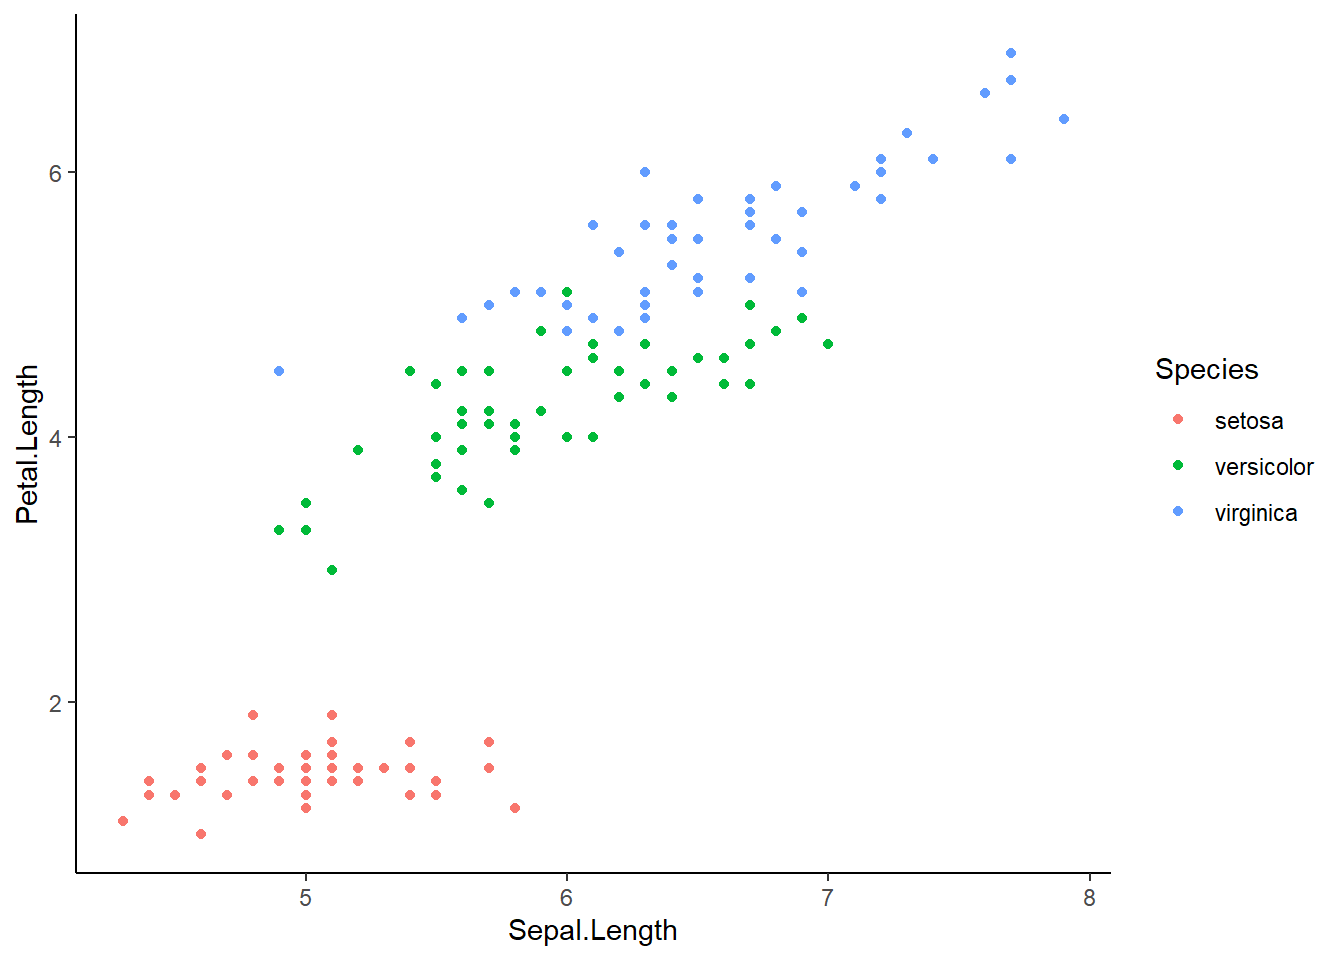 Petal.Length
6
4
2
5 6 7 8
Sepal.Length
Species
setosa
versicolor
virginica